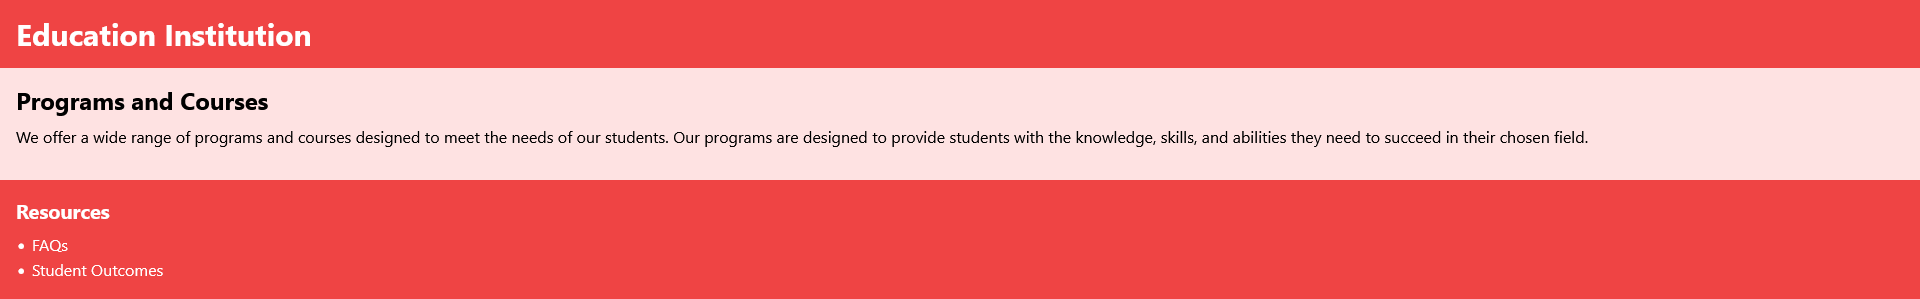 Education Institution
Programs and Courses
We offer a wide range of programs and courses designed to meet the needs of our students. Our programs are designed to provide students with the knowledge, skills, and abilities they need to succeed in their chosen field.
Resources
• FAQs
• Student Outcomes